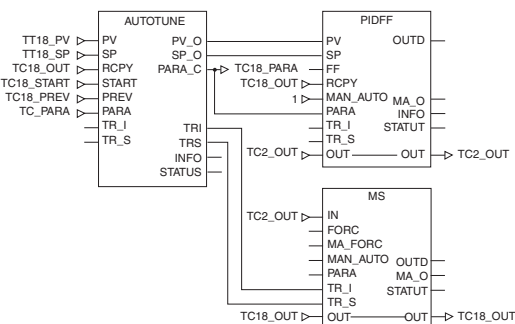 AUTOTUNE
TT18_PV PV PV_O
TT18_SP SP SP_O
TC18_OUT RCPY PARA_C TC18_PARA
TC18_START START
TC18_PREV PREV
TC_PARA PARA
TR_I TRI
TR_S TRS
INFO
STATUS
PIDFF
PV OUTD
SP
FF
TC18_OUT RCPY
1 MAN_AUTO MA_O
PARA INFO
TR_I STATUT
TR_S
TC2_OUT OUT OUT TC2_OUT
MS
TC2_OUT IN
FORC
MA_FORC
MAN_AUTO OUTD
PARA MA_O
TR_I STATUT
TR_S
TC18_OUT OUT OUT TC18_OUT